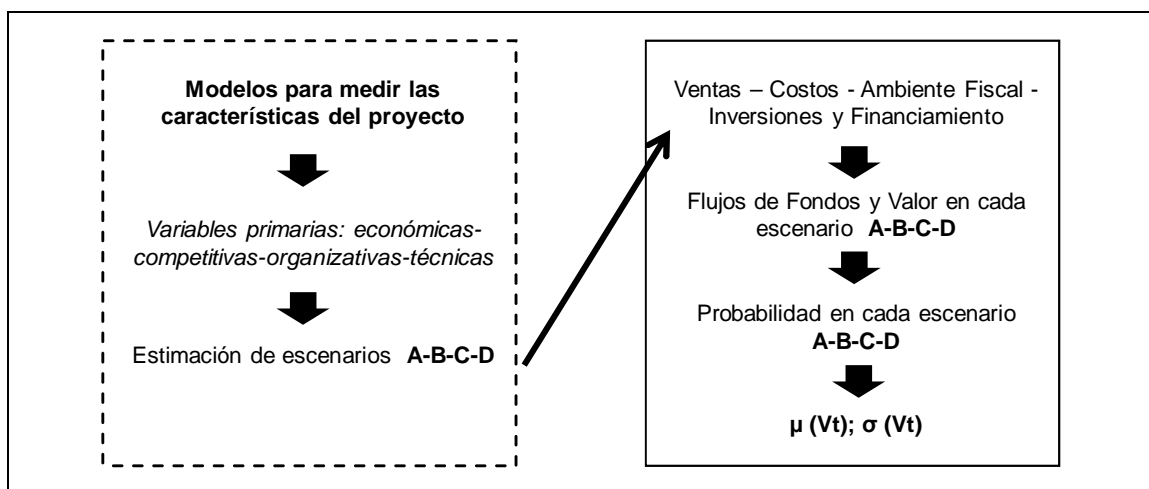 Modelos para medir las
características del proyecto
Variables primarias: económicas-
competitivas-organizativas-técnicas
Estimación de escenarios A-B-C-D
Ventas – Costos - Ambiente Fiscal -
Inversiones y Financiamiento
Flujos de Fondos y Valor en cada
escenario A-B-C-D
Probabilidad en cada escenario
A-B-C-D
μ (Vt); σ (Vt)